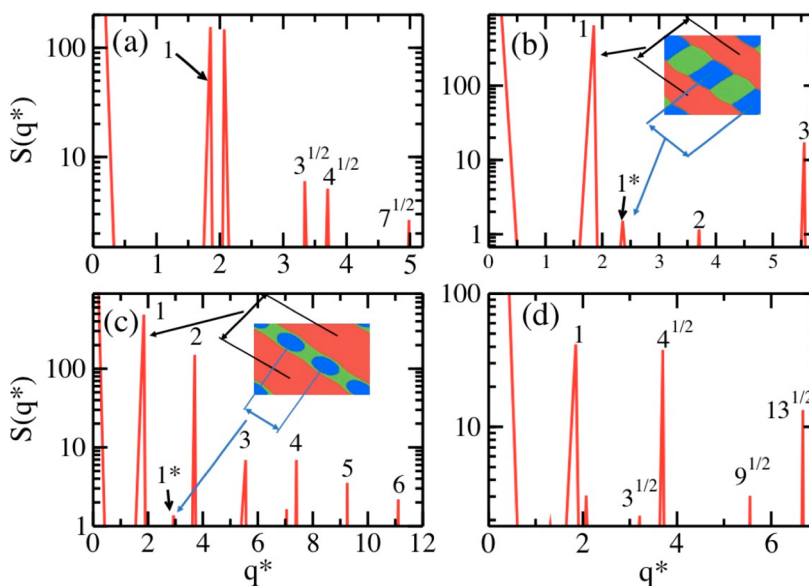 (a)
S(q*)
100
10
1
3^{1/2}
4^{1/2}
7^{1/2}
0 1 2 3 4 5
(b)
S(q*)
100
10
1
1
1*
2
3
0 1 2 3 4 5
(c)
S(q*)
100
10
1
1
2
1*
3
4
5
6
0 2 4 6 8 10 12
q*
(d)
100
10
1
4^{1/2}
3^{1/2}
9^{1/2}
13^{1/2}
0 2 4 6
q*